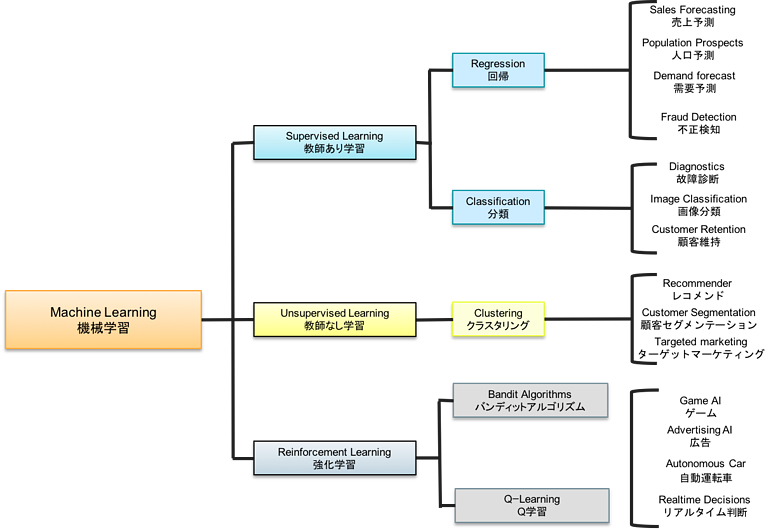 Machine Learning
機械学習
Supervised Learning
教師あり学習
Regression
回帰
Sales Forecasting
売上予測
Population Prospects
人口予測
Demand forecast
需要予測
Fraud Detection
不正検知
Classification
分類
Diagnostics
故障診断
Image Classification
画像分類
Customer Retention
顧客維持
Unsupervised Learning
教師なし学習
Clustering
クラスタリング
Recommender
レコメンド
Customer Segmentation
顧客セグメンテーション
Targeted marketing
ターゲットマーケティング
Reinforcement Learning
強化学習
Bandit Algorithms
バンディットアルゴリズム
Q-Learning
Q学習
Game AI
ゲーム
Advertising AI
広告
Autonomous Car
自動運転車
Realtime Decisions
リアルタイム判断